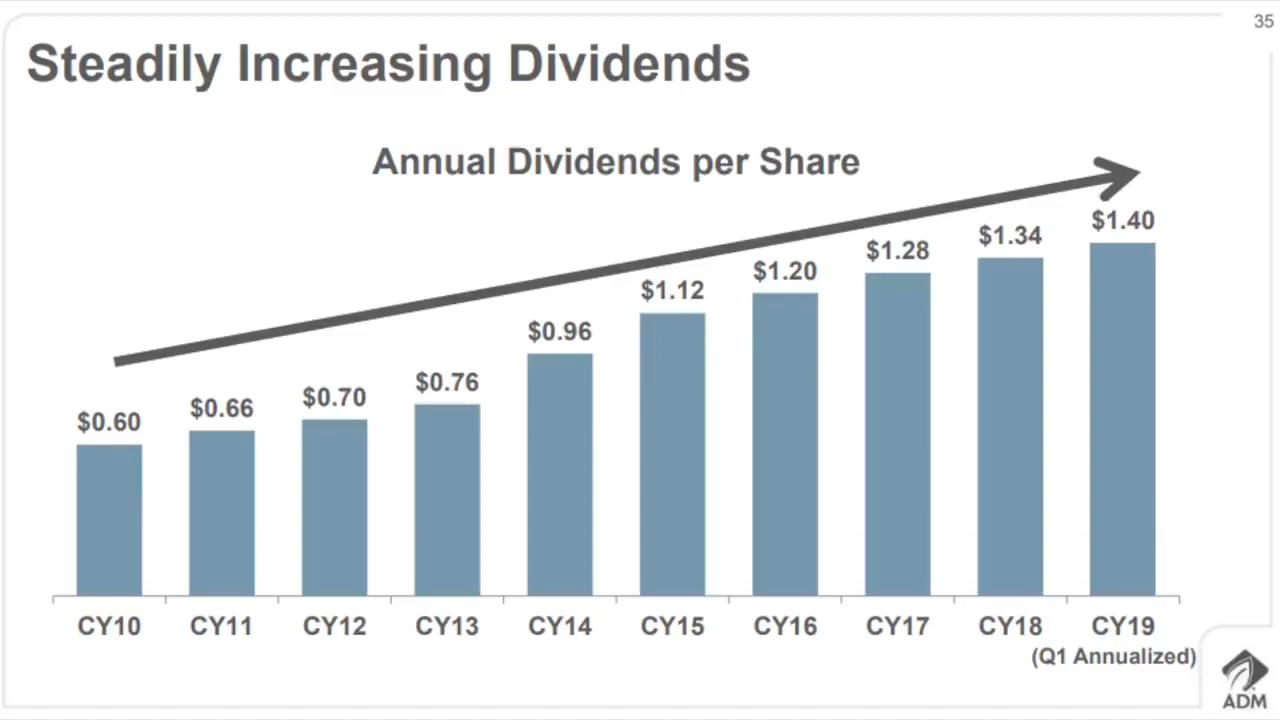 35
Steadily Increasing Dividends
Annual Dividends per Share
$0.60
$0.66
$0.70
$0.76
$0.96
$1.12
$1.20
$1.28
$1.34
$1.40
CY10 CY11 CY12 CY13 CY14 CY15 CY16 CY17 CY18 CY19
(Q1 Annualized)
ADM